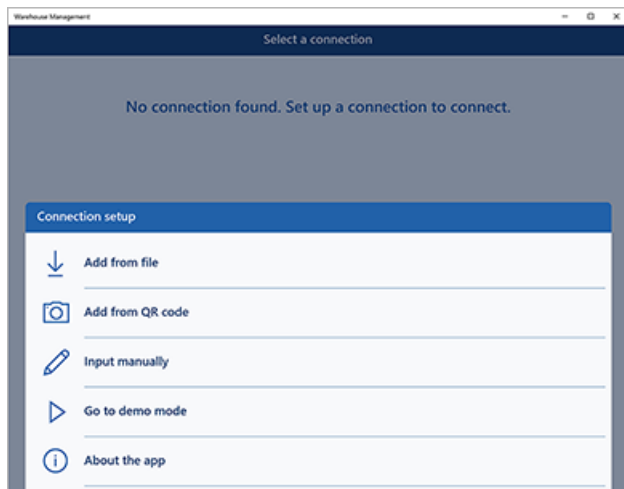 Warehouse Management
Select a connection
No connection found. Set up a connection to connect.
Connection setup
Add from file
Add from QR code
Input manually
Go to demo mode
About the app